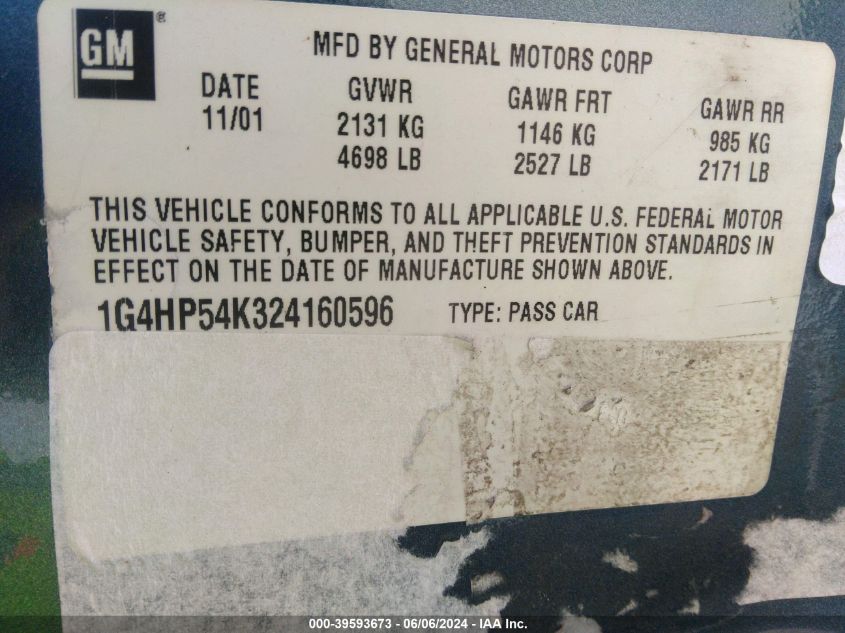 GM®
MFD BY GENERAL MOTORS CORP
DATE GVWR GAWR FRT GAWR RR
11/01 2131 KG 1146 KG 985 KG
4698 LB 2527 LB 2171 LB
THIS VEHICLE CONFORMS TO ALL APPLICABLE U.S. FEDERAL MOTOR
VEHICLE SAFETY, BUMPER, AND THEFT PREVENTION STANDARDS IN
EFFECT ON THE DATE OF MANUFACTURE SHOWN ABOVE.
1G4HP54K324160596 TYPE: PASS CAR
000-39593673 - 06/06/2024 - IAA Inc.